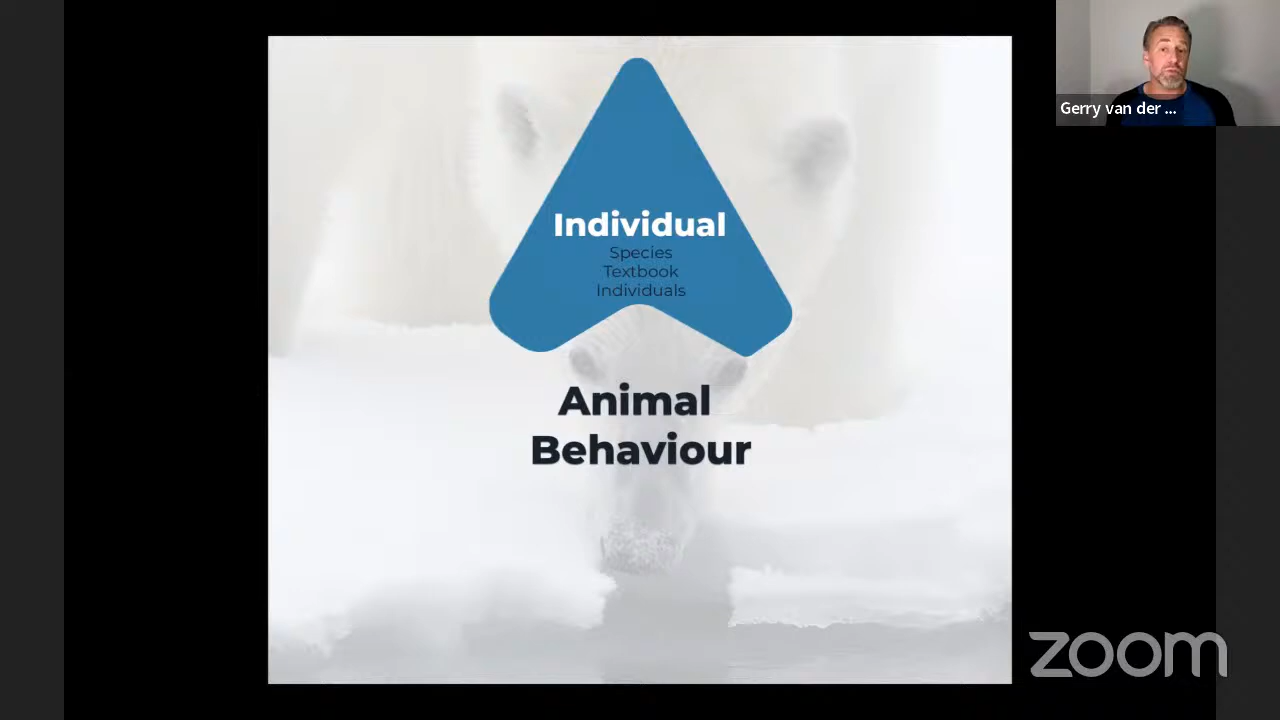 Gerry van der ...
Individual
Species
Textbook
Individuals
Animal
Behaviour
zoom